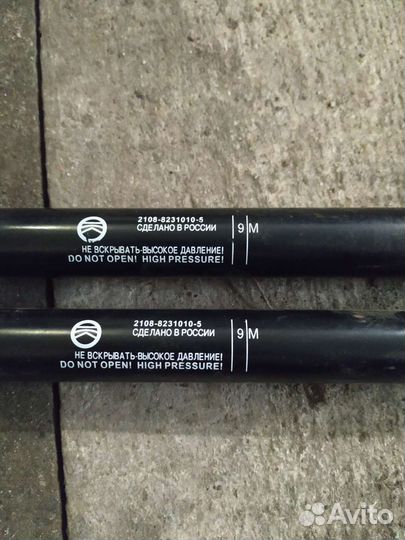 2108-8231010-5
СДЕЛАНО В РОССИИ
9 M
НЕ ВСКРЫВАТЬ-ВЫСОКОЕ ДАВЛЕНИЕ!
DO NOT OPEN! HIGH PRESSURE!
2108-8231010-5
СДЕЛАНО В РОССИИ
9 M
НЕ ВСКРЫВАТЬ-ВЫСОКОЕ ДАВЛЕНИЕ!
DO NOT OPEN! HIGH PRESSURE!
Avito